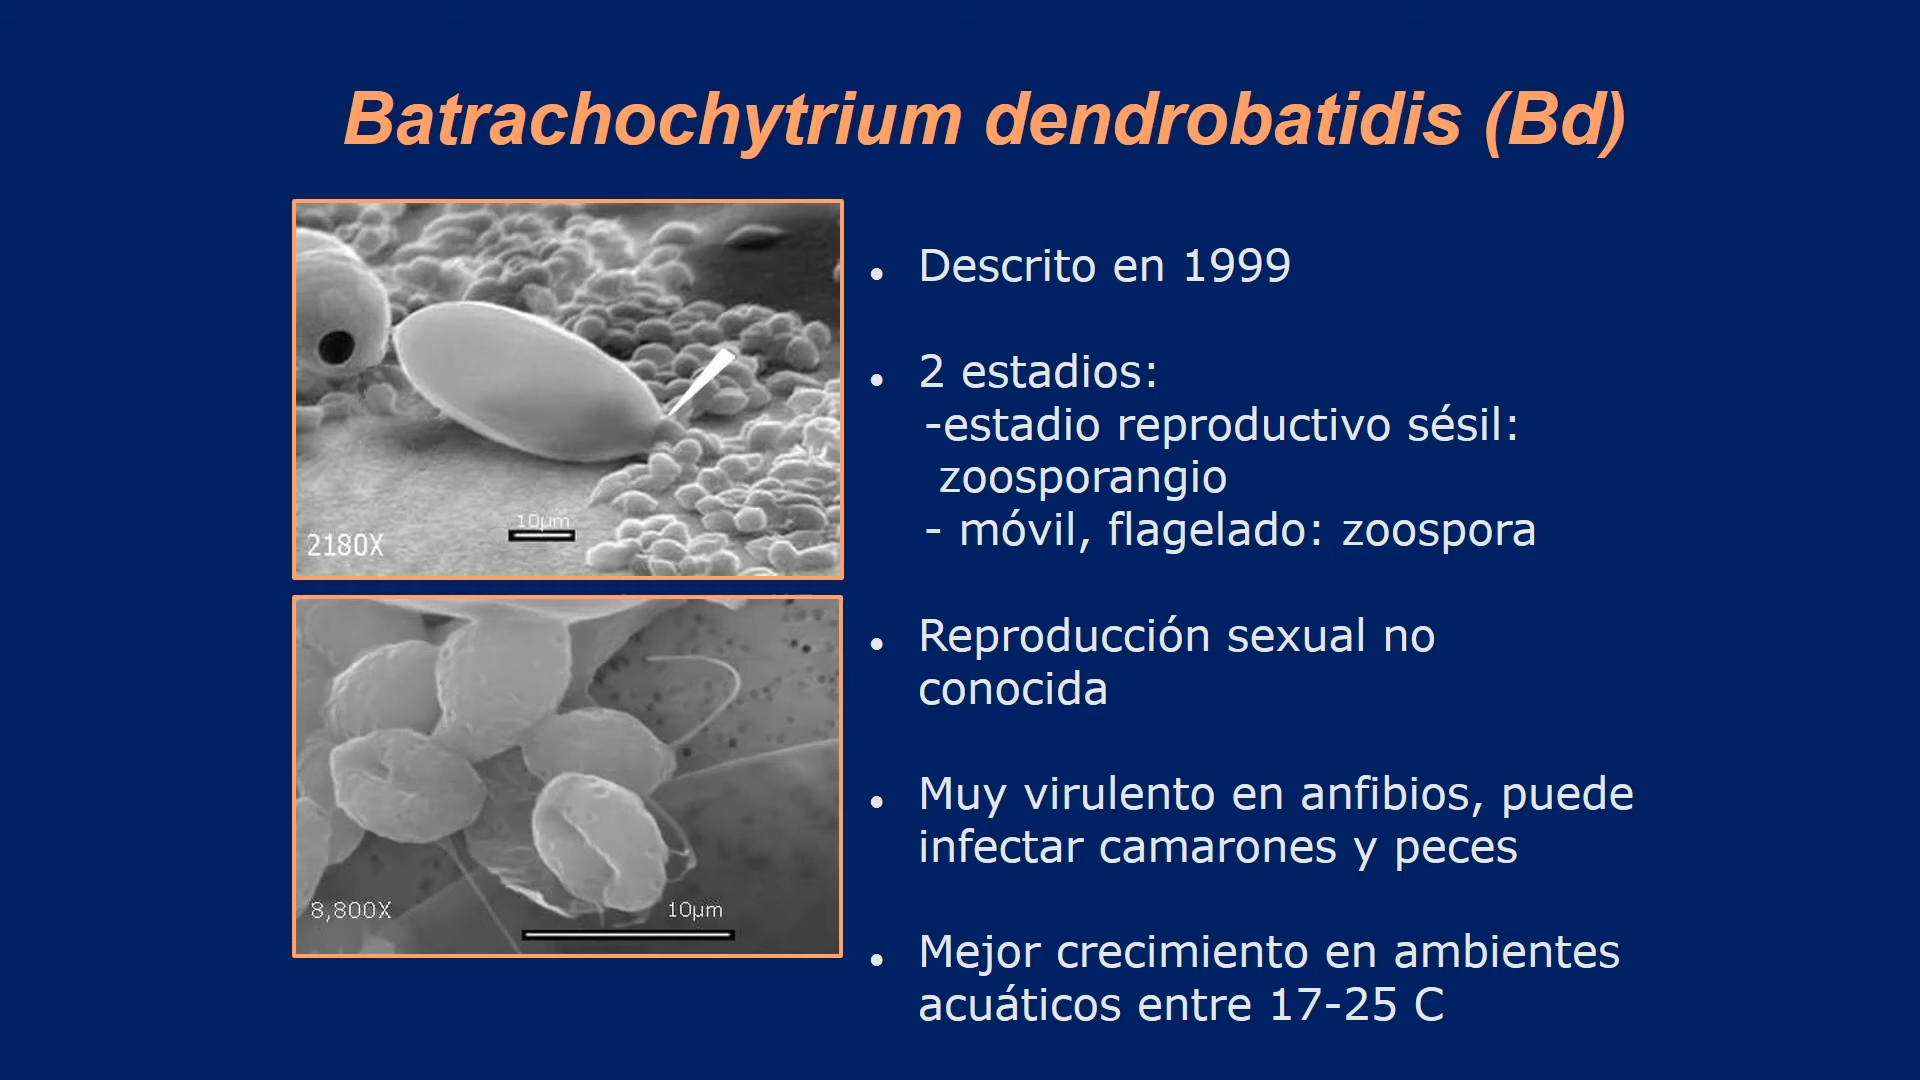 Batrachochytrium dendrobatidis (Bd)
10µm
2180X
8,800X
10µm
• Descrito en 1999
• 2 estadios:
-estadio reproductivo sésil:
zoosporangio
- móvil, flagelado: zoospora
• Reproducción sexual no
conocida
• Muy virulento en anfibios, puede
infectar camarones y peces
• Mejor crecimiento en ambientes
acuáticos entre 17-25 C